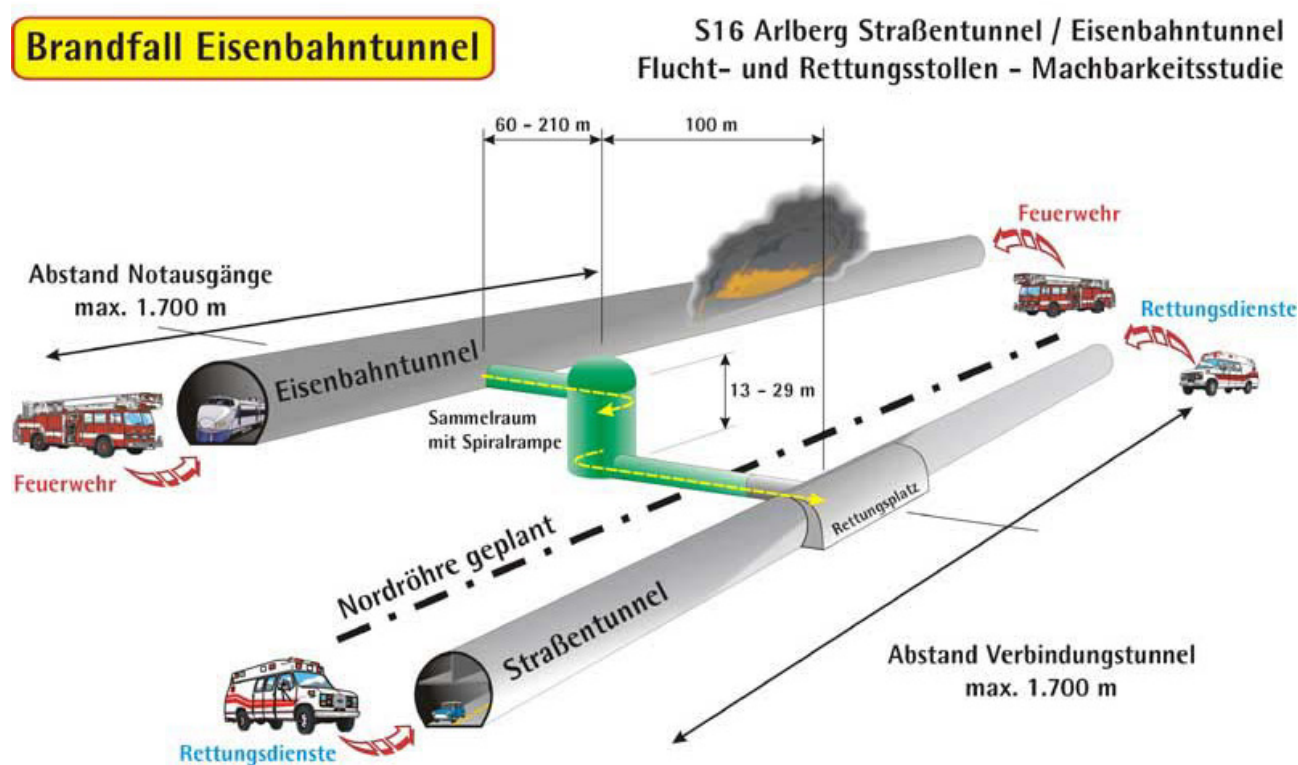 Brandfall Eisenbahntunnel
S16 Arlberg Straßentunnel / Eisenbahntunnel
Flucht- und Rettungsstollen - Machbarkeitsstudie
60 - 210 m
100 m
Feuerwehr
Abstand Notausgänge
max. 1.700 m
Rettungsdienste
Eisenbahntunnel
13 - 29 m
Sammelraum
mit Spiralrampe
Feuerwehr
Rettungsplatz
Nordröhre geplant
Straßentunnel
Abstand Verbindungstunnel
max. 1.700 m
Rettungsdienste